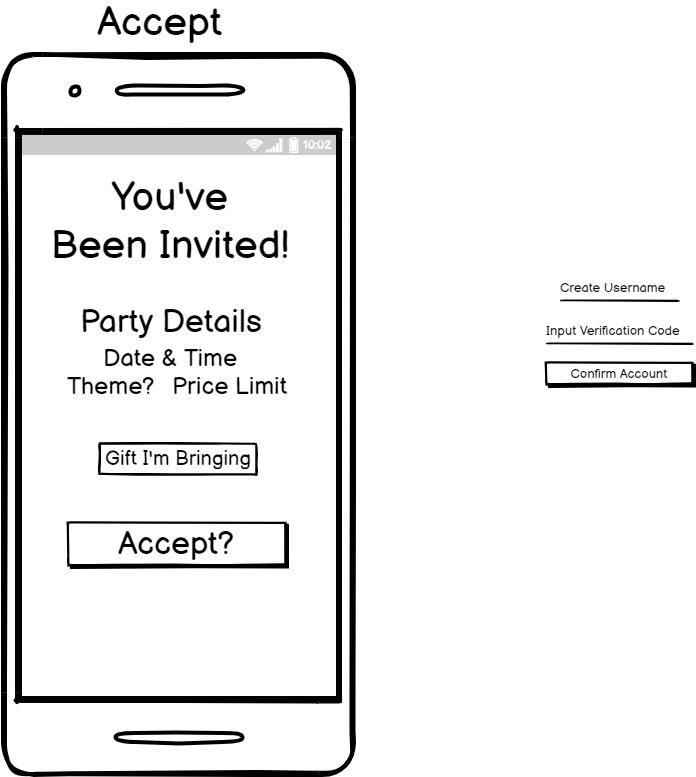 Accept
10:02
You've
Been Invited!
Party Details
Date & Time
Theme? Price Limit
Gift I'm Bringing
Accept?
Create Username
Input Verification Code
Confirm Account